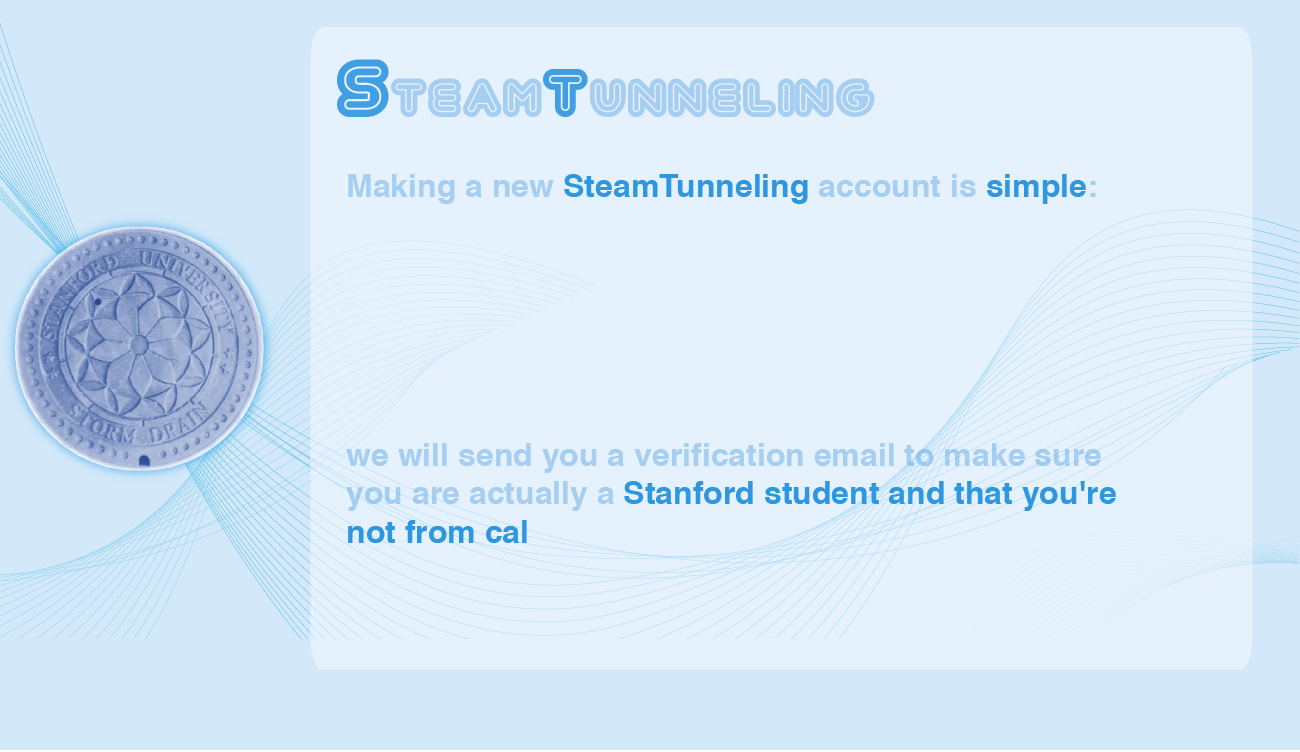 SteamTunneling
Making a new SteamTunneling account is simple:
STANFORD UNIVERSITY
STORM DRAIN
we will send you a verification email to make sure
you are actually a Stanford student and that you're
not from cal